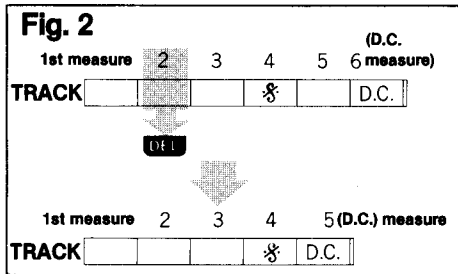 Fig. 2
(D.C.
1st measure 2 3 4 5 6 measure)
TRACK 𝄋 D.C.
DEL
1st measure 2 3 4 5 (D.C.) measure
TRACK 𝄋 D.C.